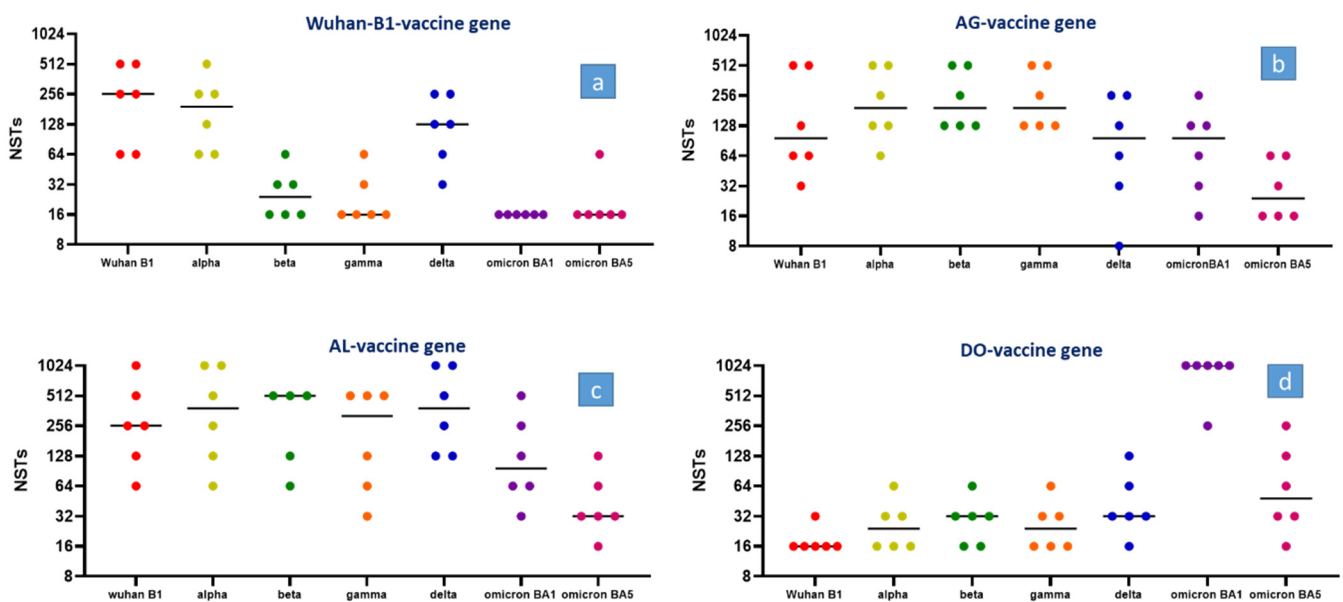 Wuhan-B1-vaccine gene
a
NSTs
1024
512
256
128
64
32
16
8
Wuhan B1 alpha beta gamma delta omicron BA1 omicron BA5
AG-vaccine gene
b
NSTs
1024
512
256
128
64
32
16
8
Wuhan B1 alpha beta gamma delta omicronBA1 omicron BA5
AL-vaccine gene
c
NSTs
1024
512
256
128
64
32
16
8
wuhan B1 alpha beta gamma delta omicron BA1 omicron BA5
DO-vaccine gene
d
NSTs
1024
512
256
128
64
32
16
8
Wuhan B1 alpha beta gamma delta omicron BA1 omicron BA5